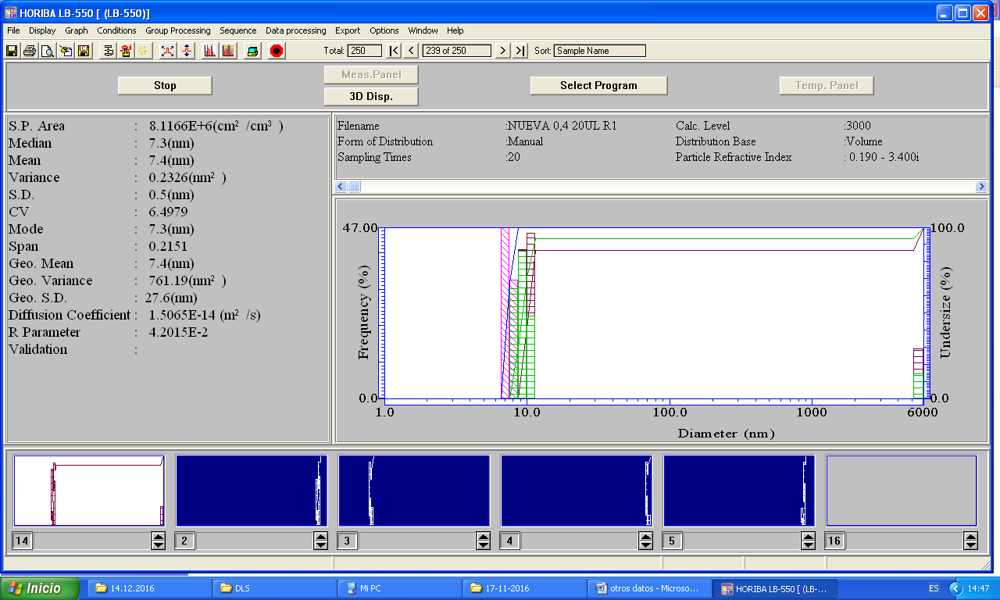 HORIBA LB-550 [ (LB-550)]
File Display Graph Conditions Group Processing Sequence Data processing Export Options Window Help
Total: 250 239 of 250 Sort: Sample Name
Stop Meas.Panel 3D Disp. Select Program Temp. Panel
S.P. Area : 8.1166E+6(cm² /cm³ )
Median : 7.3(nm)
Mean : 7.4(nm)
Variance : 0.2326(nm² )
S.D. : 0.5(nm)
CV : 6.4979
Mode : 7.3(nm)
Span : 0.2151
Geo. Mean : 7.4(nm)
Geo. Variance : 761.19(nm² )
Geo. S.D. : 27.6(nm)
Diffusion Coefficient : 1.5065E-14 (m² /s)
R Parameter : 4.2015E-2
Validation :
Filename :NUEVA 0,4 20UL R1 Calc. Level :3000
Form of Distribution :Manual Distribution Base :Volume
Sampling Times :20 Particle Refractive Index : 0.190 - 3.400i
47.00 100.0
Frequency (%)
Undersize (%)
0.0 0.0
1.0 10.0 100.0 1000 6000
Diameter (nm)
14 2 3 4 5 16
Inicio 14.12.2016 DLS Mi PC 17-11-2016 otros datos - Microso... HORIBA LB-550 [ (LB-... ES 14:47